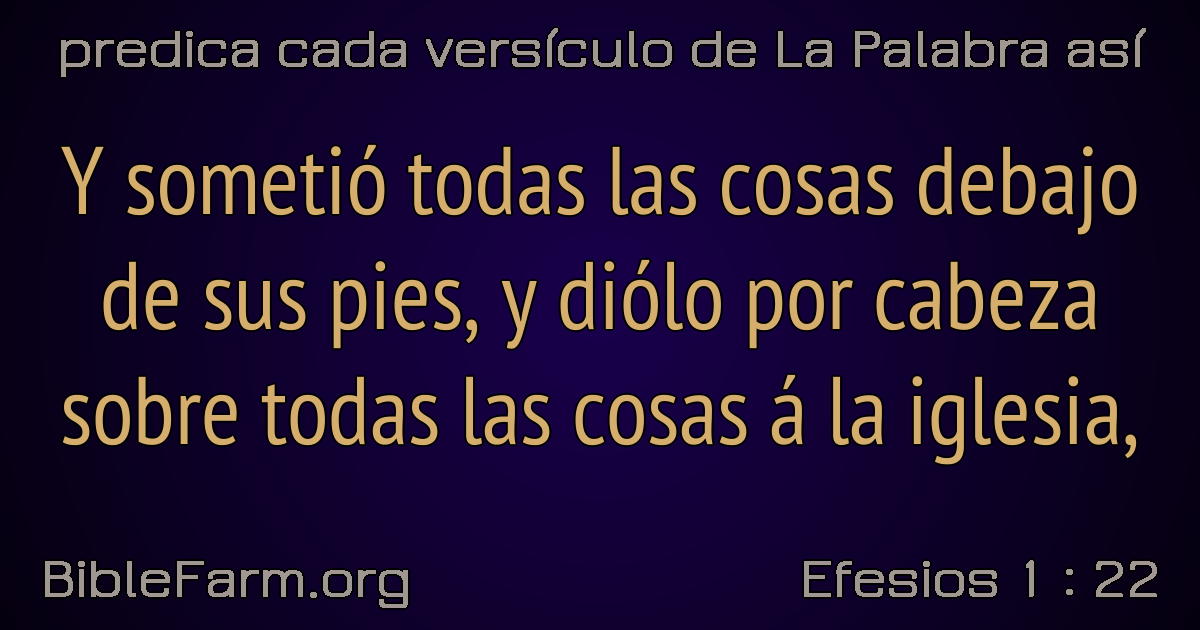 predica cada versículo de La Palabra así
Y sometió todas las cosas debajo
de sus pies, y diólo por cabeza
sobre todas las cosas á la iglesia,
BibleFarm.org
Efesios 1 : 22